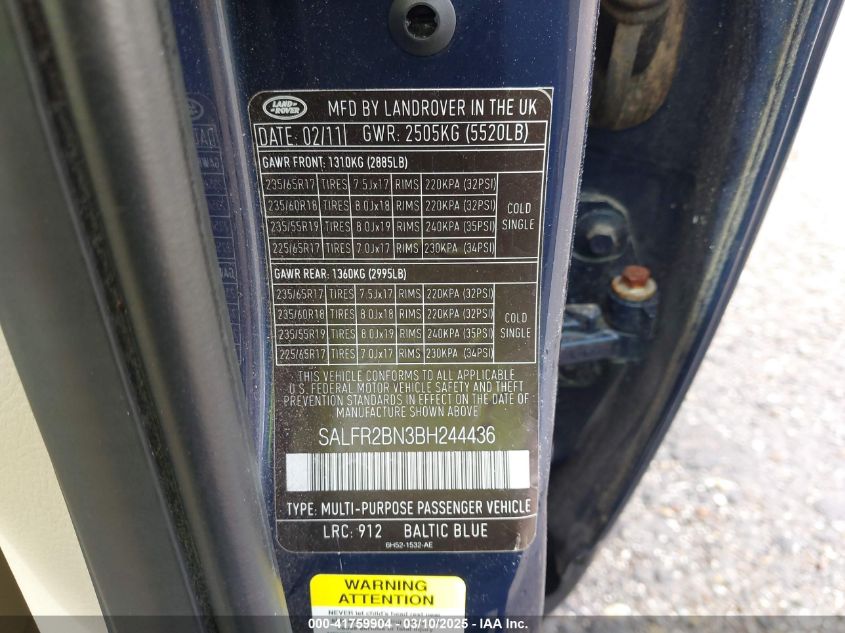 LAND-
-ROVER
MFD BY LANDROVER IN THE UK
DATE: 02/11 GWR: 2505KG (5520LB)
GAWR FRONT: 1310KG (2885LB)
235/65R17 TIRES 7.5Jx17 RIMS 220KPA (32PSI)
235/60R18 TIRES 8.0Jx18 RIMS 220KPA (32PSI)
235/55R19 TIRES 8.0Jx19 RIMS 240KPA (35PSI)
225/65R17 TIRES 7.0Jx17 RIMS 230KPA (34PSI)
COLD
SINGLE
GAWR REAR: 1360KG (2995LB)
235/65R17 TIRES 7.5Jx17 RIMS 220KPA (32PSI)
235/60R18 TIRES 8.0Jx18 RIMS 220KPA (32PSI)
235/55R19 TIRES 8.0Jx19 RIMS 240KPA (35PSI)
225/65R17 TIRES 7.0Jx17 RIMS 230KPA (34PSI)
COLD
SINGLE
THIS VEHICLE CONFORMS TO ALL APPLICABLE
U.S. FEDERAL MOTOR VEHICLE SAFETY AND THEFT
PREVENTION STANDARDS IN EFFECT ON THE DATE OF
MANUFACTURE SHOWN ABOVE
SALFR2BN3BH244436
TYPE: MULTI-PURPOSE PASSENGER VEHICLE
LRC: 912 BALTIC BLUE
6H52-1532-AE
WARNING
ATTENTION
NEVER let child's head rest near
000-41759904 - 03/10/2025 - IAA Inc.